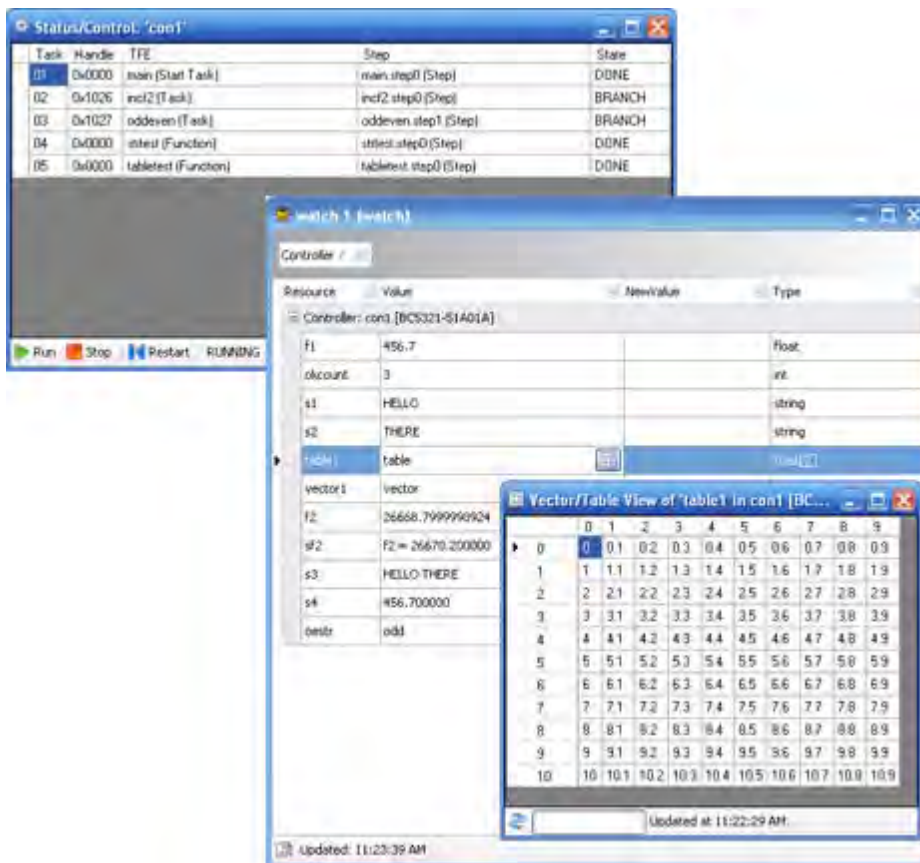 Status/Control: 'con1'
Task Handle TFE Step State
01 0x0000 main (Start Task) main.step0 (Step) DONE
02 0x1026 incf2 (Task) incf2.step0 (Step) BRANCH
03 0x1027 oddeven (Task) oddeven.step1 (Step) BRANCH
04 0x0000 strtest (Function) strtest.step0 (Step) DONE
05 0x0000 tabletest (Function) tabletest.step0 (Step) DONE
Run Stop Restart RUNNING
watch 1 (watch)
Controller /
Resource Value NewValue Type
Controller: con1 [BC5321-S1A01A]
f1 456.7 float
okcount 3 int
s1 HELLO string
s2 THERE string
table1 table
vector1 vector
f2 26668.7999990924
sf2 f2 = 26670.200000
s3 HELLO THERE
s4 456.700000
oestr odd
Updated: 11:23:39 AM
Vector/Table View of 'table1 in con1 [BC...
0 1 2 3 4 5 6 7 8 9
0 0 0.1 0.2 0.3 0.4 0.5 0.6 0.7 0.8 0.9
1 1 1.1 1.2 1.3 1.4 1.5 1.6 1.7 1.8 1.9
2 2 2.1 2.2 2.3 2.4 2.5 2.6 2.7 2.8 2.9
3 3 3.1 3.2 3.3 3.4 3.5 3.6 3.7 3.8 3.9
4 4 4.1 4.2 4.3 4.4 4.5 4.6 4.7 4.8 4.9
5 5 5.1 5.2 5.3 5.4 5.5 5.6 5.7 5.8 5.9
6 6 6.1 6.2 6.3 6.4 6.5 6.6 6.7 6.8 6.9
7 7 7.1 7.2 7.3 7.4 7.5 7.6 7.7 7.8 7.9
8 8 8.1 8.2 8.3 8.4 8.5 8.6 8.7 8.8 8.9
9 9 9.1 9.2 9.3 9.4 9.5 9.6 9.7 9.8 9.9
10 10 10.1 10.2 10.3 10.4 10.5 10.6 10.7 10.8 10.9
Updated at 11:22:29 AM